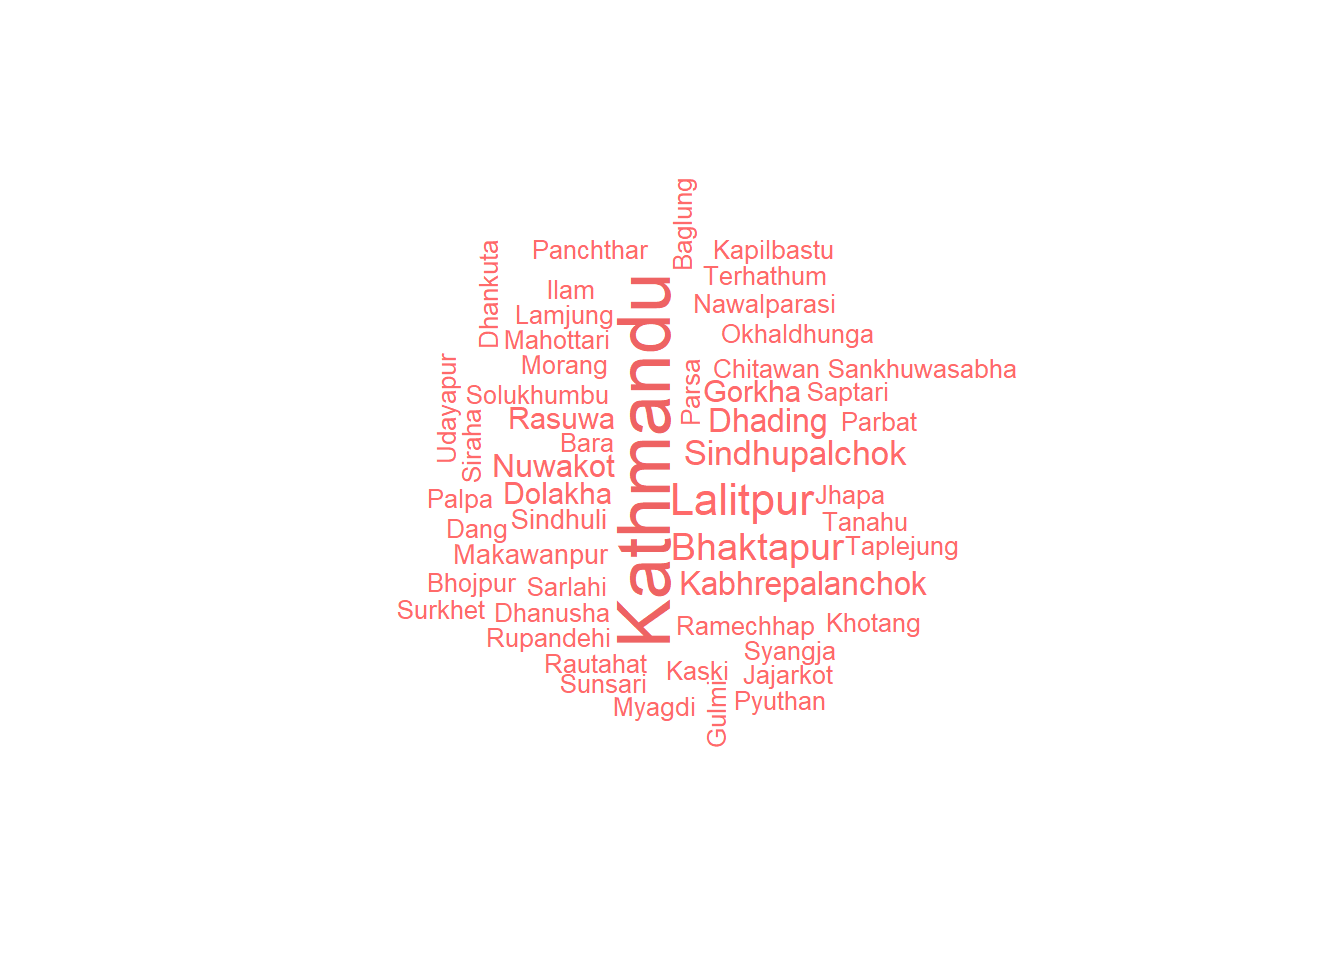 Baglung
Panchthar
Kapilbastu
Dhankuta
Terhathum
Ilam
Nawalparasi
Lamjung
Okhaldhunga
Mahottari
Kathmandu
Morang
Parsa
Chitawan
Sankhuwasabha
Udayapur
Solukhumbu
Gorkha
Saptari
Siraha
Rasuwa
Dhading
Parbat
Bara
Sindhupalchok
Nuwakot
Dolakha
Lalitpur
Jhapa
Palpa
Sindhuli
Tanahu
Dang
Bhaktapur
Taplejung
Makawanpur
Bhojpur
Sarlahi
Kabhrepalanchok
Surkhet
Dhanusha
Ramechhap
Khotang
Rupandehi
Syangja
Rautahat
Kaski
Jajarkot
Sunsari
Gulmi
Pyuthan
Myagdi